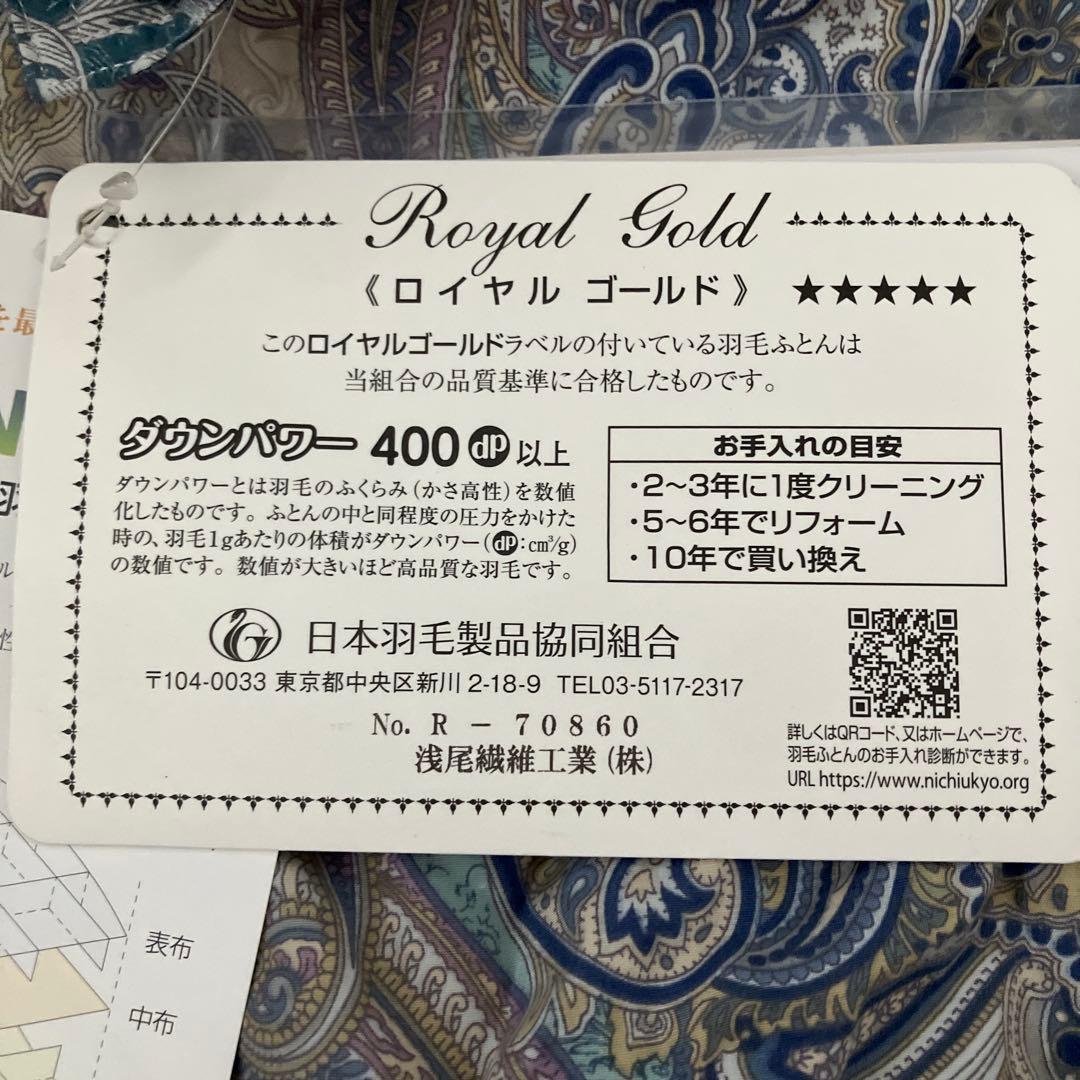 Royal Gold
《ロイヤル ゴールド》 ★★★★★
このロイヤルゴールドラベルの付いている羽毛ふとんは
当組合の品質基準に合格したものです。
ダウンパワー 400 dp 以上
ダウンパワーとは羽毛のふくらみ(かさ高性)を数値
化したものです。ふとんの中と同程度の圧力をかけた
時の、羽毛1gあたりの体積がダウンパワー(dp:cm³/g)
の数値です。数値が大きいほど高品質な羽毛です。
お手入れの目安
・2〜3年に1度クリーニング
・5〜6年でリフォーム
・10年で買い換え
日本羽毛製品協同組合
〒104-0033 東京都中央区新川 2-18-9 TEL03-5117-2317
No. R - 70860
浅尾繊維工業(株)
詳しくはQRコード、又はホームページで、
羽毛ふとんのお手入れ診断ができます。
URL https://www.nichiukyo.org
表布
中布